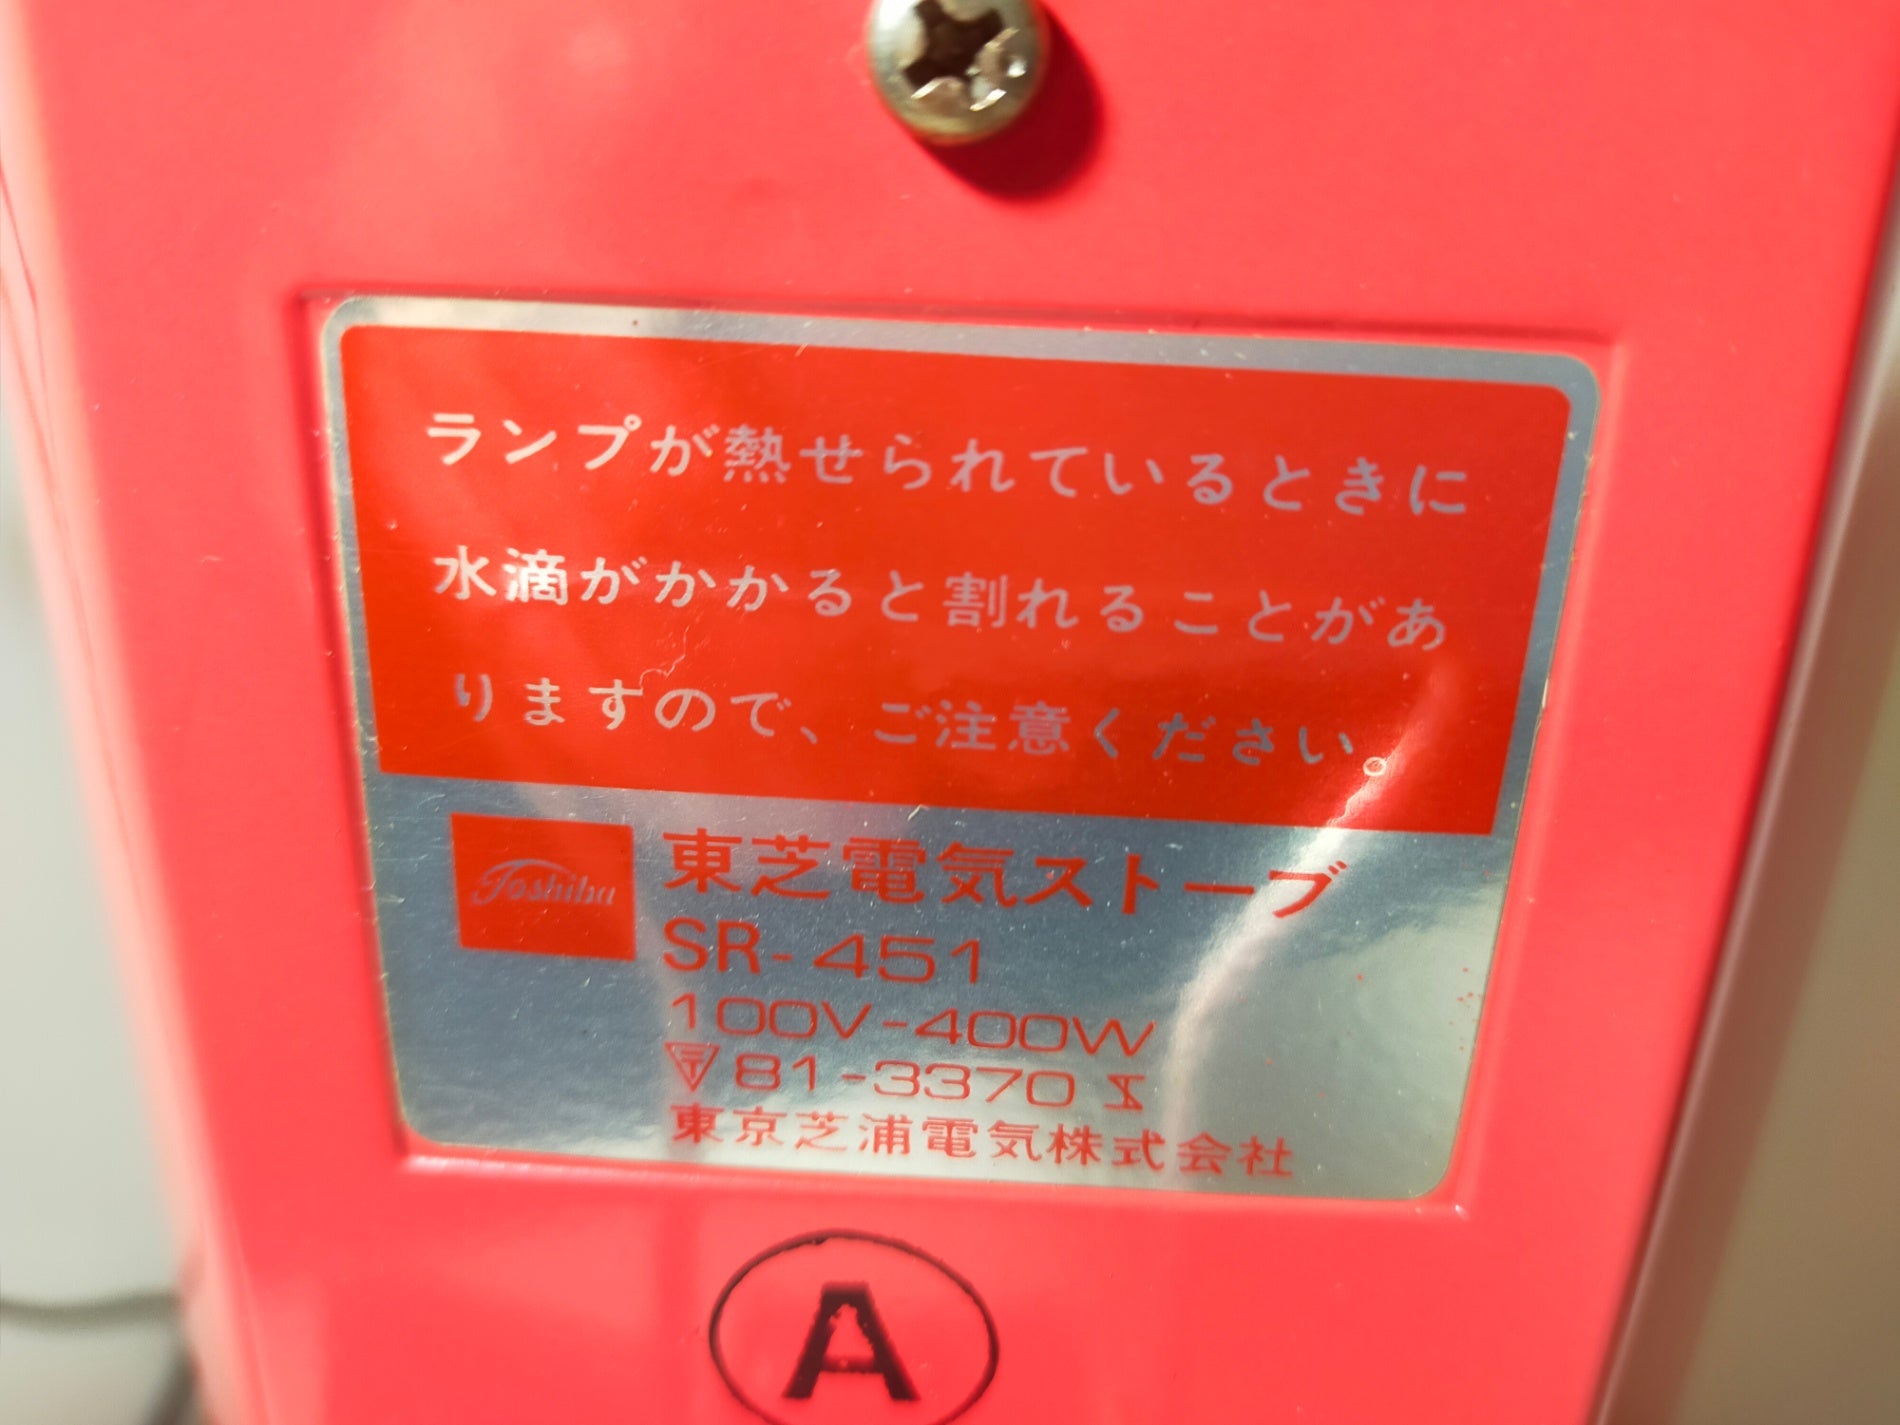 ランプが熱せられているときに
水滴がかかると割れることがあ
りますので、ご注意ください。
Toshiba
東芝電気ストーブ
SR-451
100V-400W
81-3370
東京芝浦電気株式会社
A